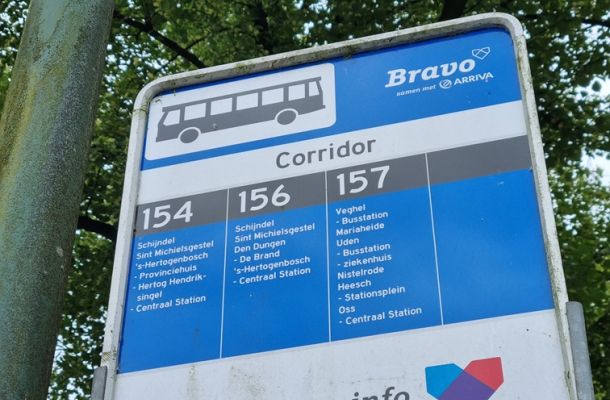 Bravo
samen met ARRIVA
Corridor
154
Schijndel
Sint Michielsgestel
's-Hertogenbosch
- Provinciehuis
- Hertog Hendrik-
singel
- Centraal Station
156
Schijndel
Sint Michielsgestel
Den Dungen
- De Brand
's-Hertogenbosch
- Centraal Station
157
Veghel
- Busstation
Mariaheide
Uden
- Busstation
- ziekenhuis
Nistelrode
Heesch
- Stationsplein
Oss
- Centraal Station
info